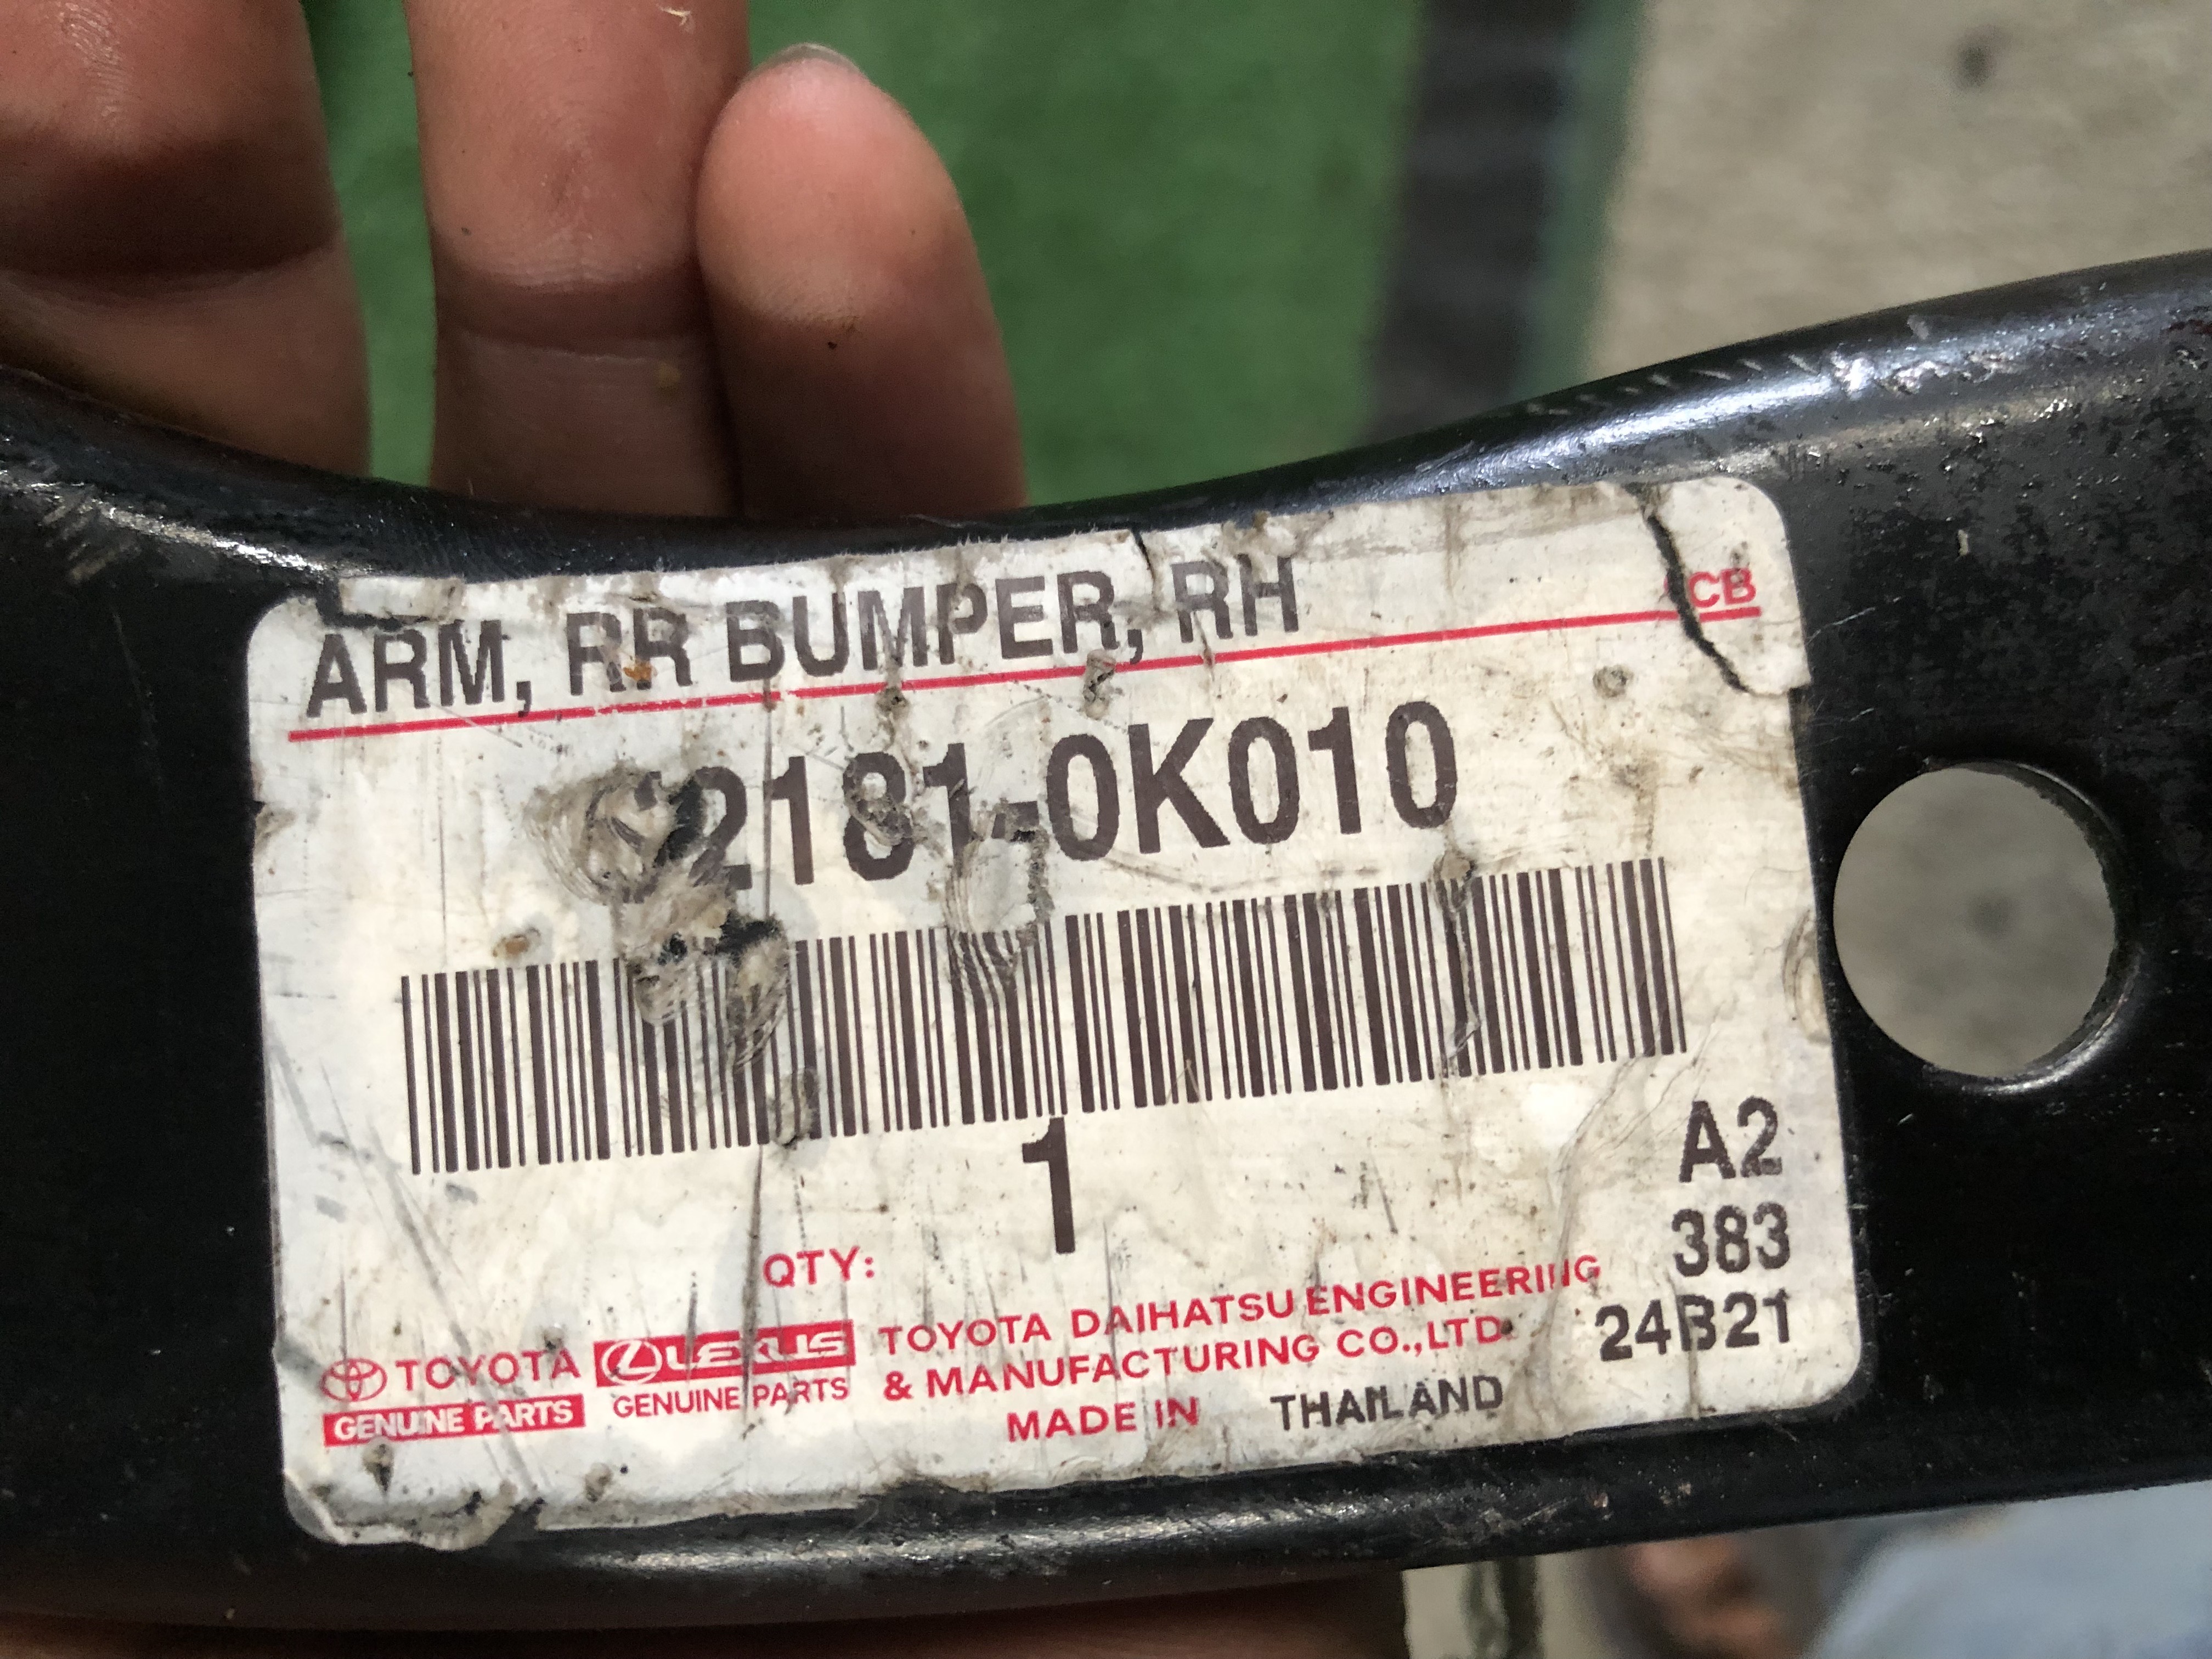 ARM, RR BUMPER, RH
CB
2181-0K010
1
A2
383
24B21
QTY:
TOYOTA
GENUINE PARTS
LEXUS
GENUINE PARTS
TOYOTA DAIHATSU ENGINEERING
& MANUFACTURING CO.,LTD.
MADE IN THAILAND